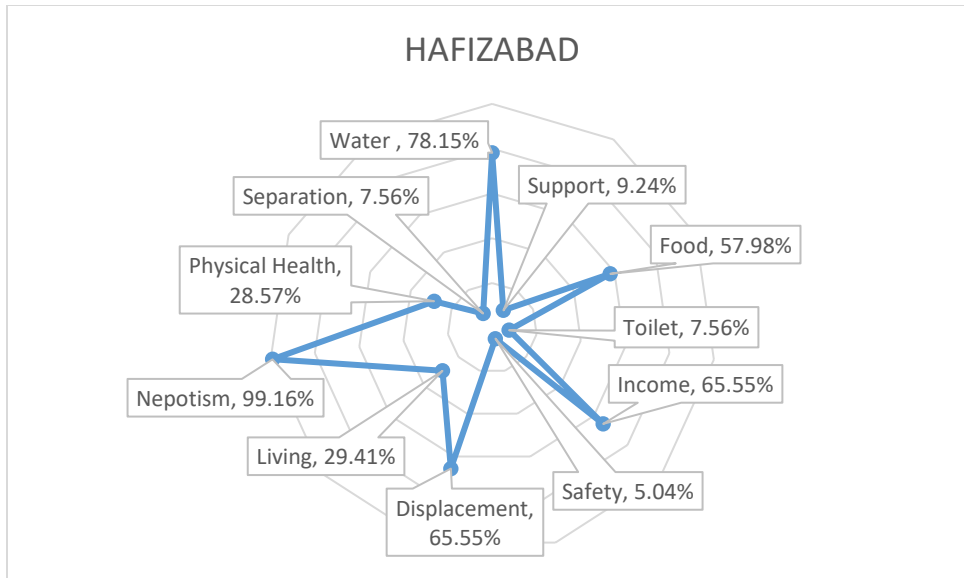 HAFIZABAD
Water , 78.15%
Support, 9.24%
Separation, 7.56%
Food, 57.98%
Physical Health,
28.57%
Toilet, 7.56%
Income, 65.55%
Nepotism, 99.16%
Living, 29.41%
Safety, 5.04%
Displacement,
65.55%